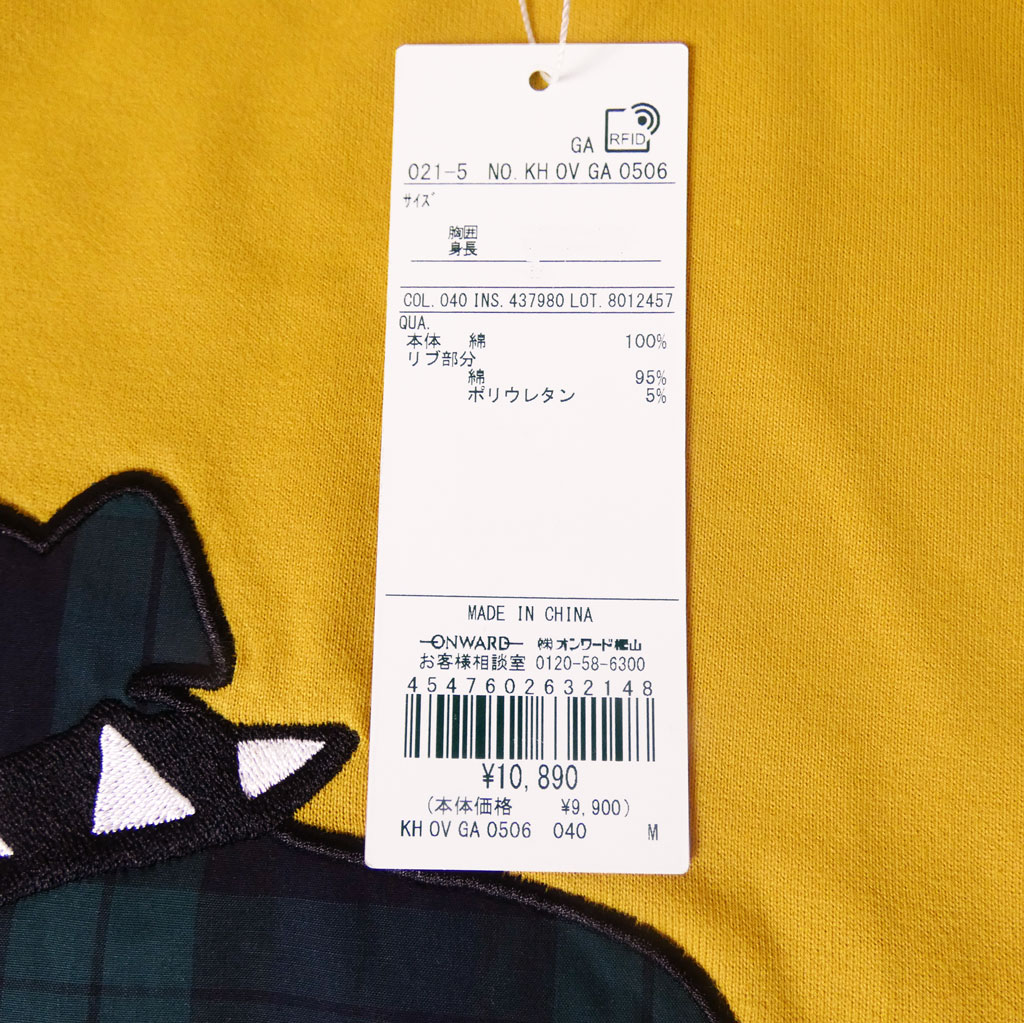 RFID
GA
021-5 NO. KH OV GA 0506
サイズ
胸囲
身長
COL. 040 INS. 437980 LOT. 8012457
QUA.
本体 綿 100%
リブ部分
綿 95%
ポリウレタン 5%
MADE IN CHINA
ONWARD ㈱オンワード樫山
お客様相談室 0120-58-6300
4547602632148
¥10,890
(本体価格 ¥9,900)
KH OV GA 0506 040 M